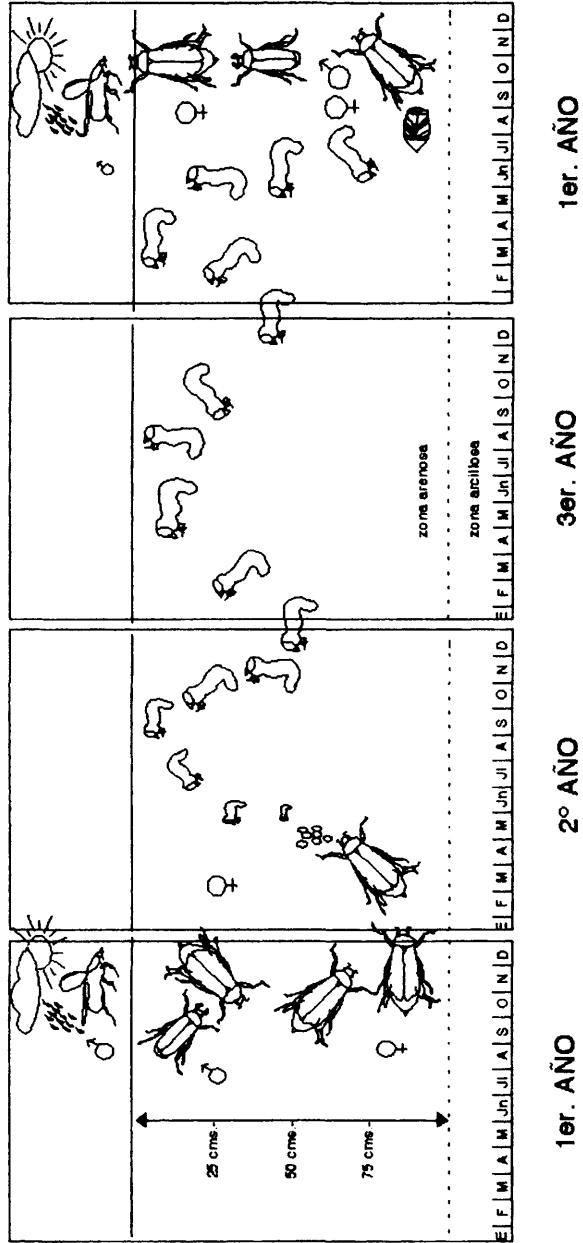 25 cms.
50 cms.
75 cms.
E|F|M|A|M|Jn|Jl|A|S|O|N|D
1er. AÑO
E|F|M|A|M|Jn|Jl|A|S|O|N|D
2º AÑO
zona arenosa
zona arcillosa
E|F|M|A|M|Jn|Jl|A|S|O|N|D
3er. AÑO
|F|M|A|M|Jn|Jl|A|S|O|N|D
1er. AÑO